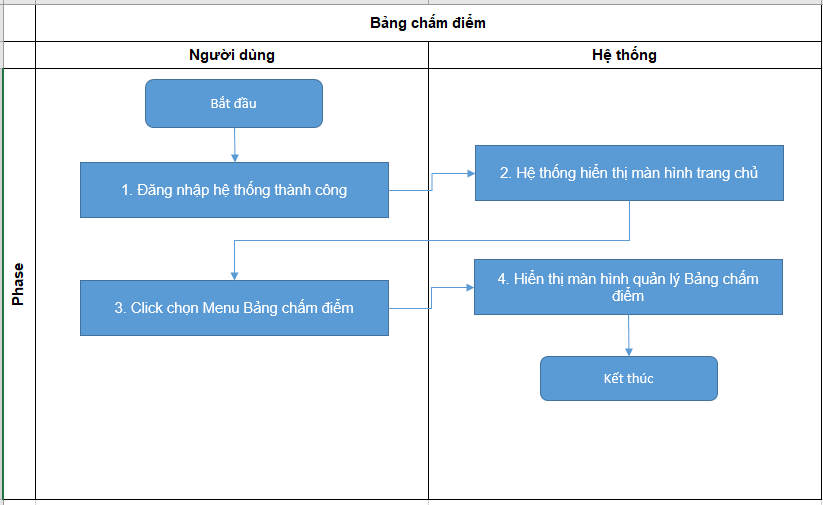 Bảng chấm điểm
Người dùng
Hệ thống
Phase
Bắt đầu
1. Đăng nhập hệ thống thành công
2. Hệ thống hiển thị màn hình trang chủ
3. Click chọn Menu Bảng chấm điểm
4. Hiển thị màn hình quản lý Bảng chấm
điểm
Kết thúc